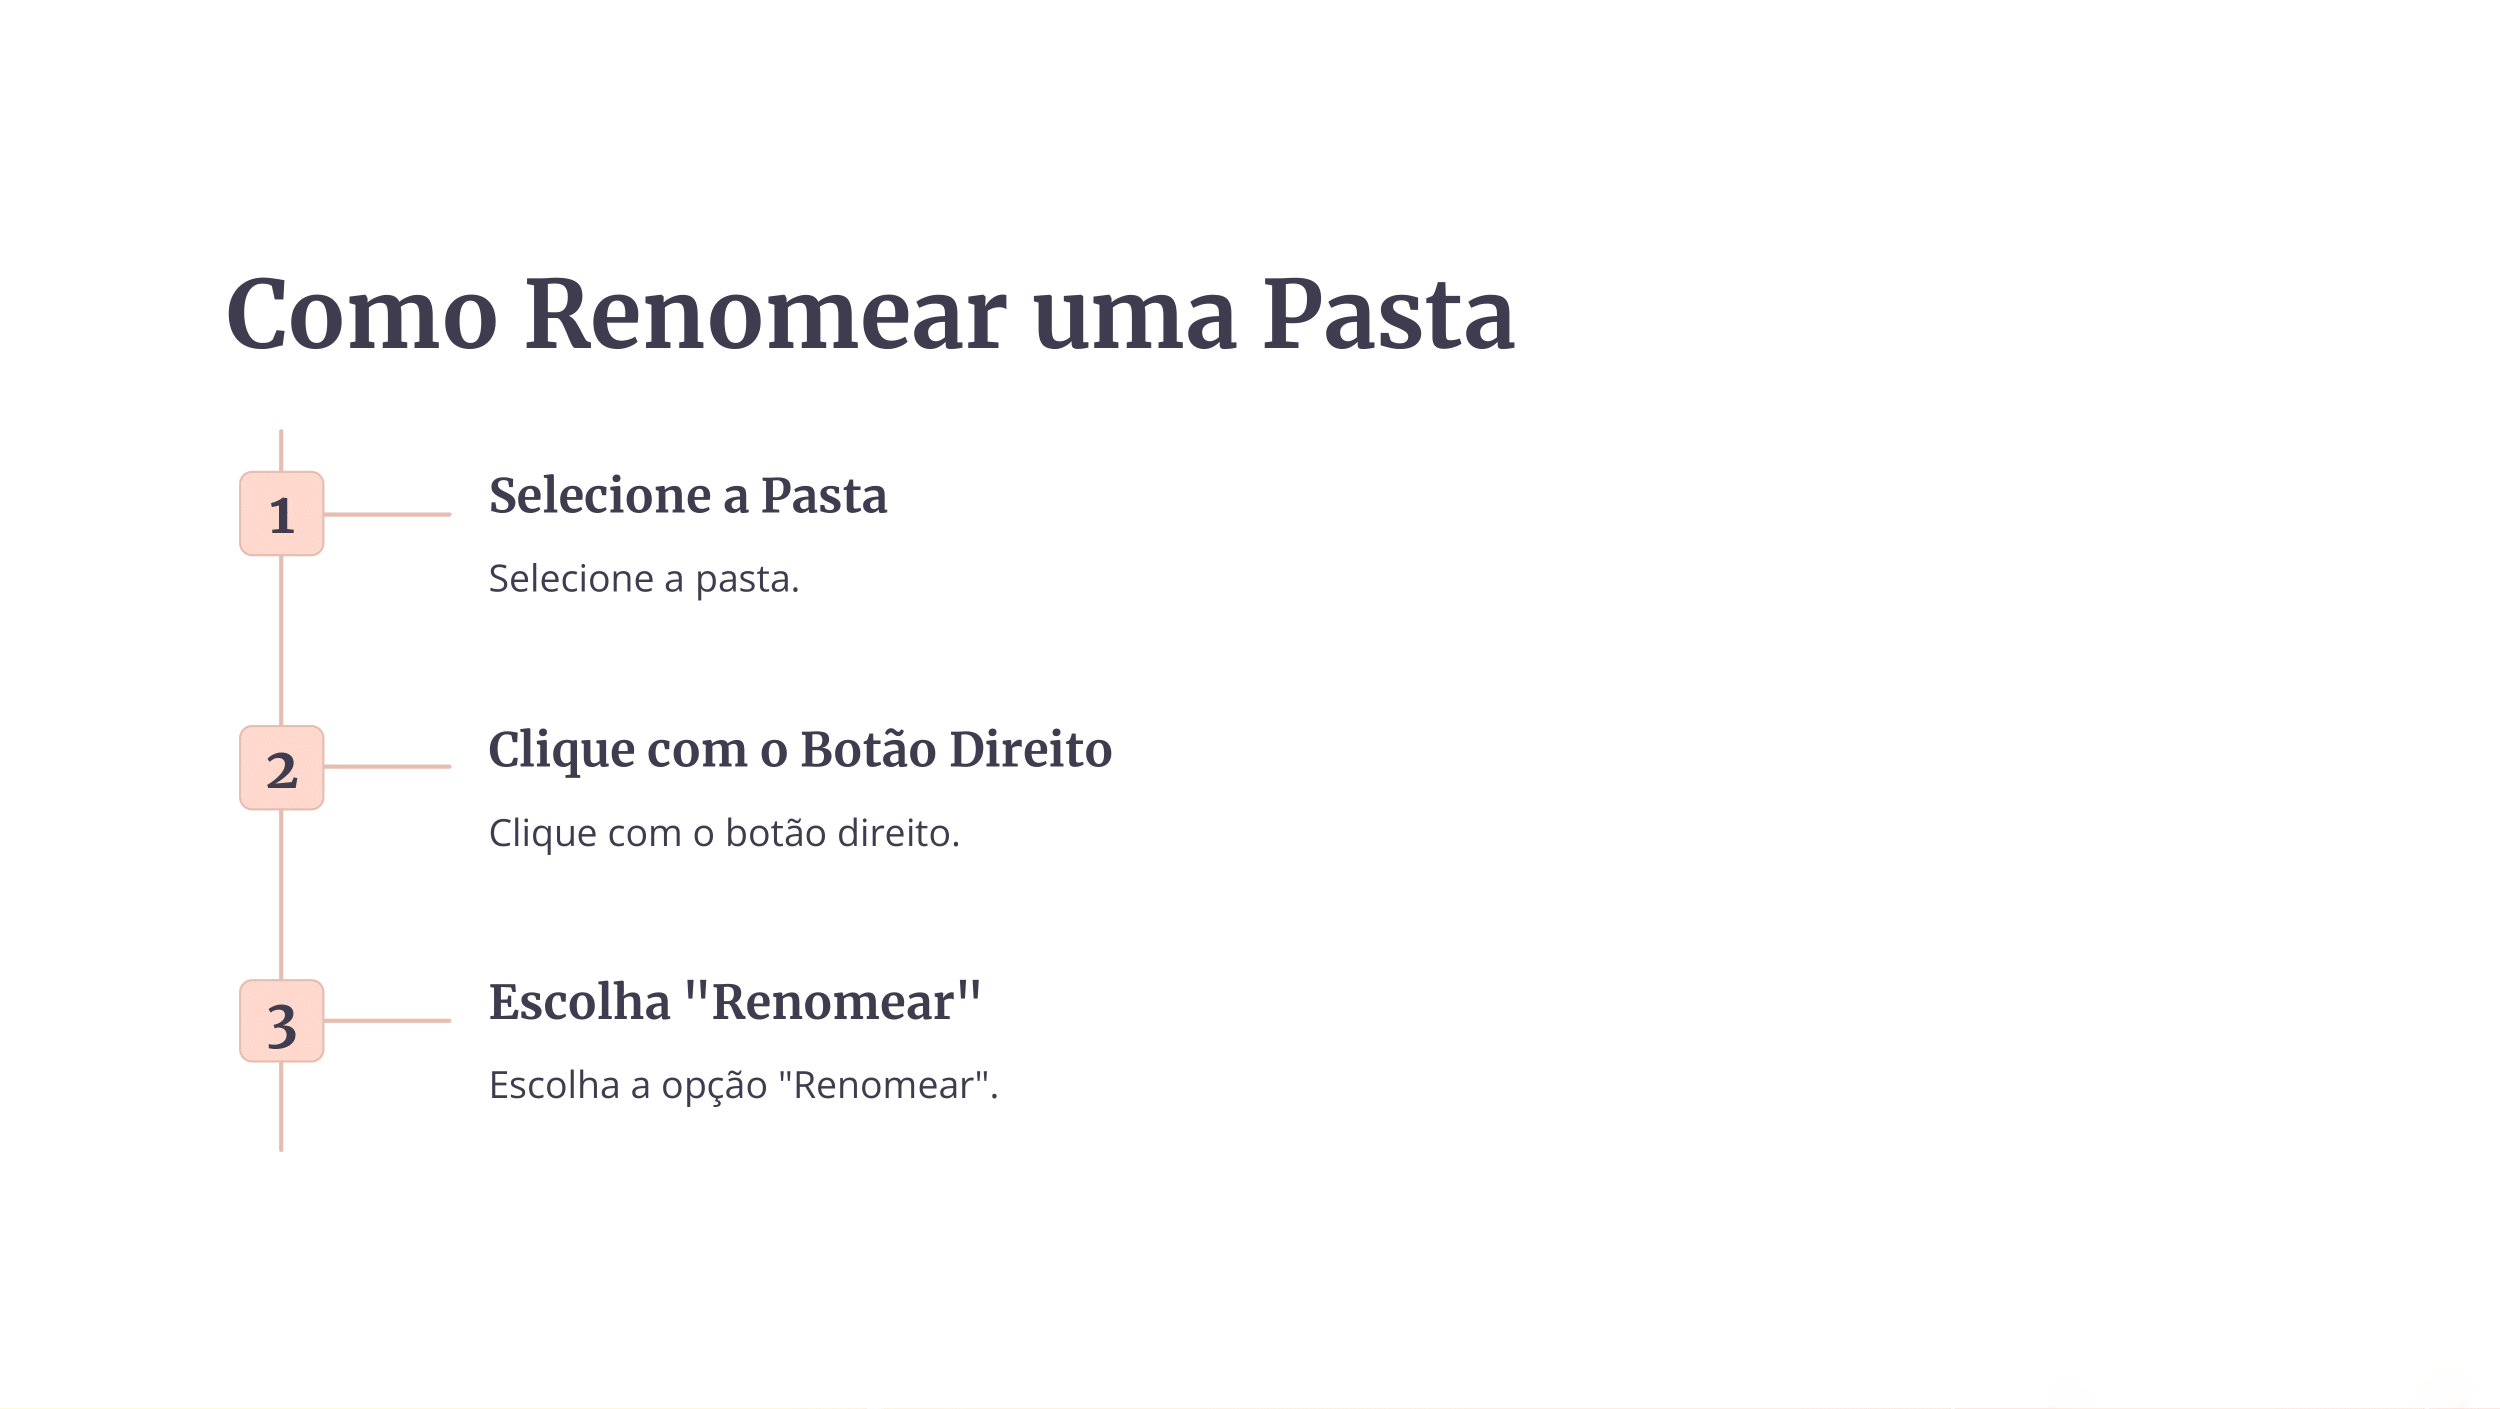 Como Renomear uma Pasta
1
Selecione a Pasta
Selecione a pasta.
2
Clique com o Botão Direito
Clique com o botão direito.
3
Escolha "Renomear"
Escolha a opção "Renomear".